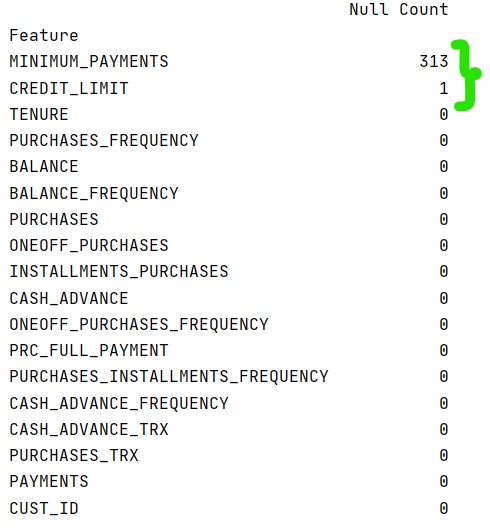 Null Count
Feature
MINIMUM_PAYMENTS 313
CREDIT_LIMIT 1
TENURE 0
PURCHASES_FREQUENCY 0
BALANCE 0
BALANCE_FREQUENCY 0
PURCHASES 0
ONEOFF_PURCHASES 0
INSTALLMENTS_PURCHASES 0
CASH_ADVANCE 0
ONEOFF_PURCHASES_FREQUENCY 0
PRC_FULL_PAYMENT 0
PURCHASES_INSTALLMENTS_FREQUENCY 0
CASH_ADVANCE_FREQUENCY 0
CASH_ADVANCE_TRX 0
PURCHASES_TRX 0
PAYMENTS 0
CUST_ID 0